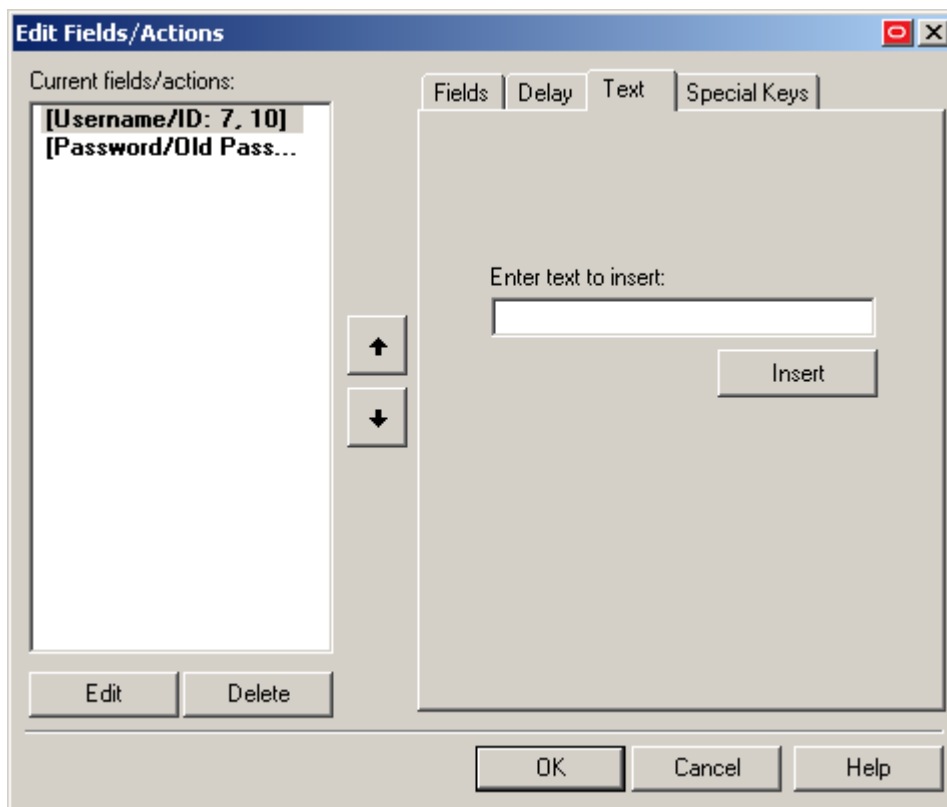 Edit Fields/Actions
Current fields/actions:
[Username/ID: 7, 10]
[Password/Old Pass...
Edit
Delete
Fields
Delay
Text
Special Keys
Enter text to insert:
Insert
OK
Cancel
Help